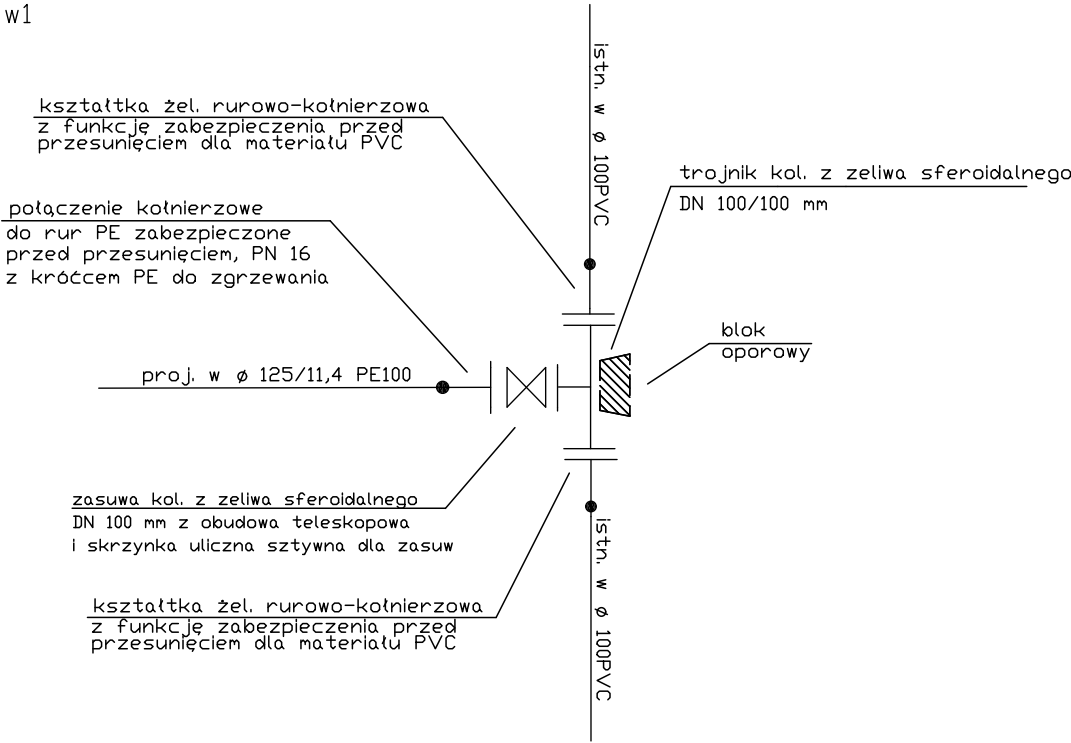 w1
istn. w ø 100PVC
kształtka żel. rurowo-kołnierzowa
z funkcję zabezpieczenia przed
przesunięciem dla materiału PVC
trojnik kol. z zeliwa sferoidalnego
DN 100/100 mm
połączenie kołnierzowe
do rur PE zabezpieczone
przed przesunięciem, PN 16
z króćcem PE do zgrzewania
blok
oporowy
proj. w ø 125/11,4 PE100
zasuwa kol. z zeliwa sferoidalnego
DN 100 mm z obudowa teleskopowa
i skrzynka uliczna sztywna dla zasuw
istn. w ø 100PVC
kształtka żel. rurowo-kołnierzowa
z funkcję zabezpieczenia przed
przesunięciem dla materiału PVC